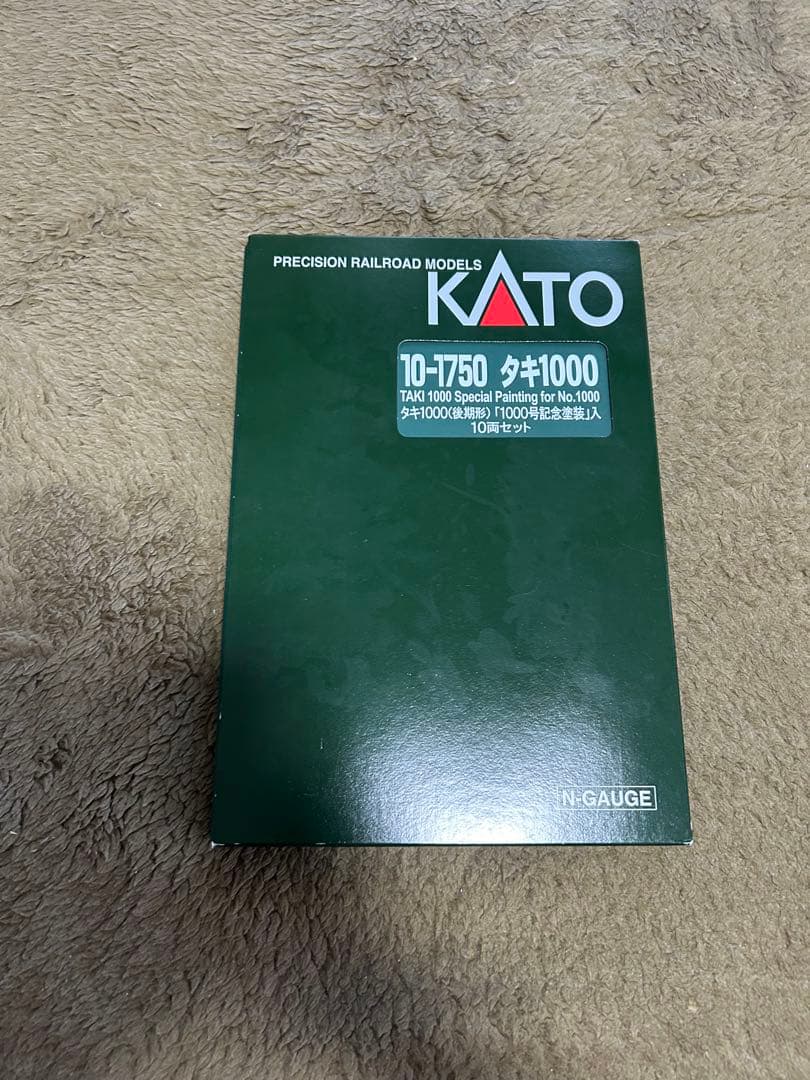 PRECISION RAILROAD MODELS
KATO
10-1750 タキ1000
TAKI 1000 Special Painting for No.1000
タキ1000(後期形)「1000号記念塗装」入
10両セット
N-GAUGE